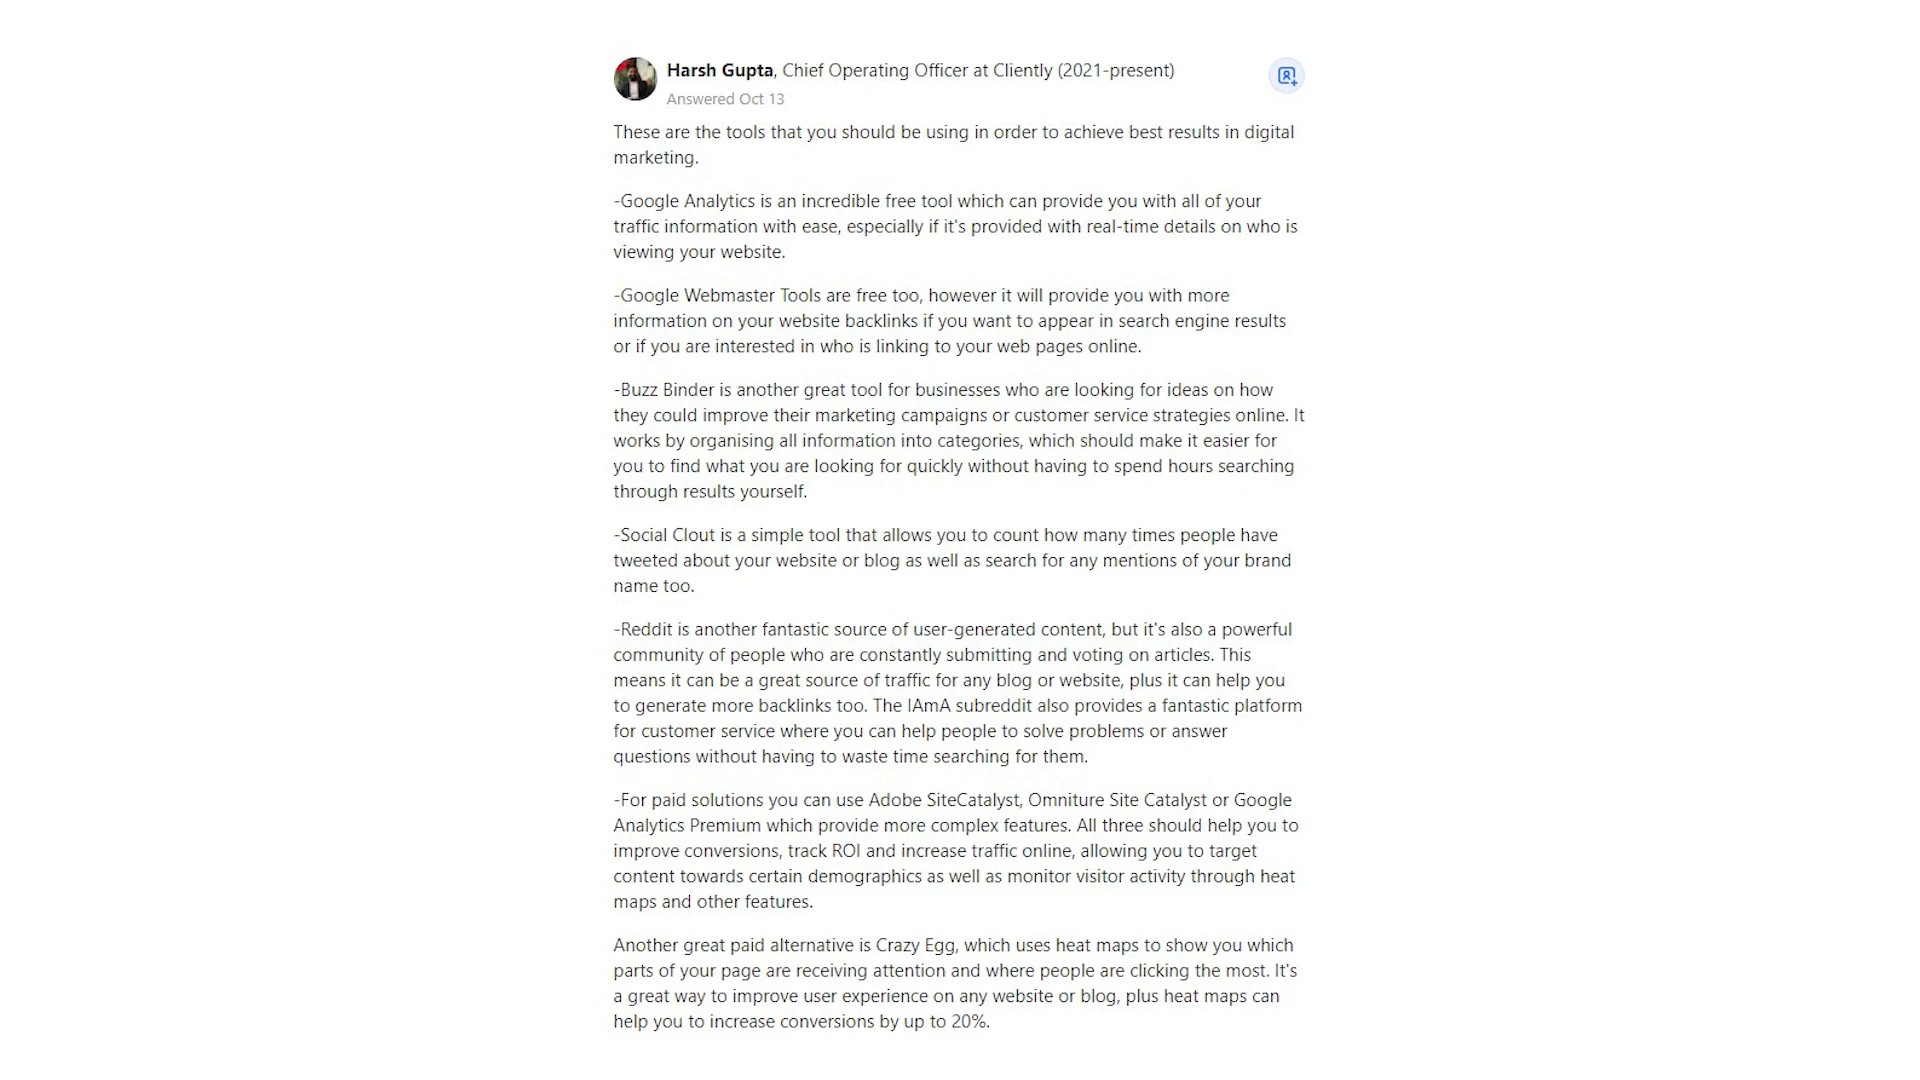 Harsh Gupta, Chief Operating Officer at Cliently (2021-present)
Answered Oct 13
These are the tools that you should be using in order to achieve best results in digital
marketing.
-Google Analytics is an incredible free tool which can provide you with all of your
traffic information with ease, especially if it's provided with real-time details on who is
viewing your website.
-Google Webmaster Tools are free too, however it will provide you with more
information on your website backlinks if you want to appear in search engine results
or if you are interested in who is linking to your web pages online.
-Buzz Binder is another great tool for businesses who are looking for ideas on how
they could improve their marketing campaigns or customer service strategies online. It
works by organising all information into categories, which should make it easier for
you to find what you are looking for quickly without having to spend hours searching
through results yourself.
-Social Clout is a simple tool that allows you to count how many times people have
tweeted about your website or blog as well as search for any mentions of your brand
name too.
-Reddit is another fantastic source of user-generated content, but it's also a powerful
community of people who are constantly submitting and voting on articles. This
means it can be a great source of traffic for any blog or website, plus it can help you
to generate more backlinks too. The IAmA subreddit also provides a fantastic platform
for customer service where you can help people to solve problems or answer
questions without having to waste time searching for them.
-For paid solutions you can use Adobe SiteCatalyst, Omniture Site Catalyst or Google
Analytics Premium which provide more complex features. All three should help you to
improve conversions, track ROI and increase traffic online, allowing you to target
content towards certain demographics as well as monitor visitor activity through heat
maps and other features.
Another great paid alternative is Crazy Egg, which uses heat maps to show you which
parts of your page are receiving attention and where people are clicking the most. It's
a great way to improve user experience on any website or blog, plus heat maps can
help you to increase conversions by up to 20%.